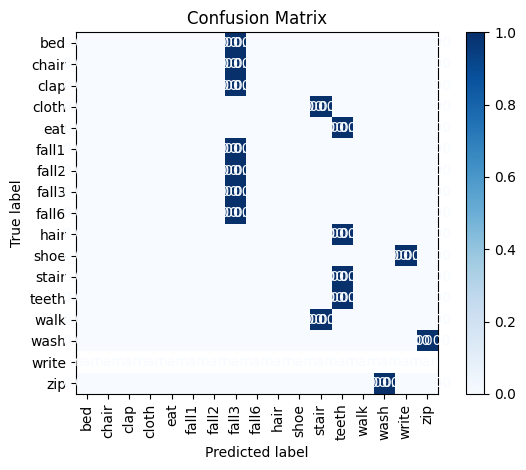 Confusion Matrix
bed
chair
clap
cloth
eat
fall1
fall2
fall3
fall6
hair
shoe
stair
teeth
walk
wash
write
zip
True label
bed chair clap cloth eat fall1 fall2 fall3 fall6 hair shoe stair teeth walk wash write zip
Predicted label
1.0
0.8
0.6
0.4
0.2
0.0